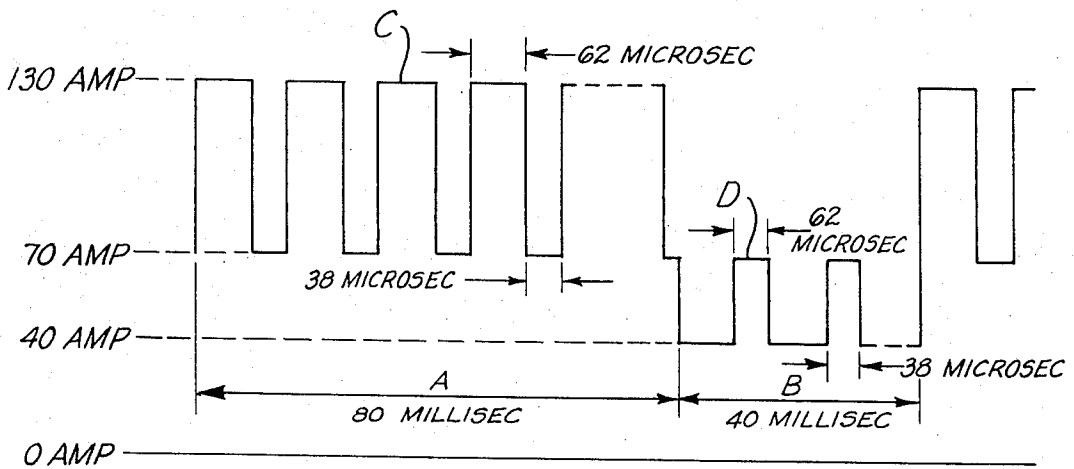 C
62 MICROSEC
130 AMP
D
62
MICROSEC
70 AMP
38 MICROSEC
40 AMP
38 MICROSEC
A
B
80 MILLISEC
40 MILLISEC
0 AMP